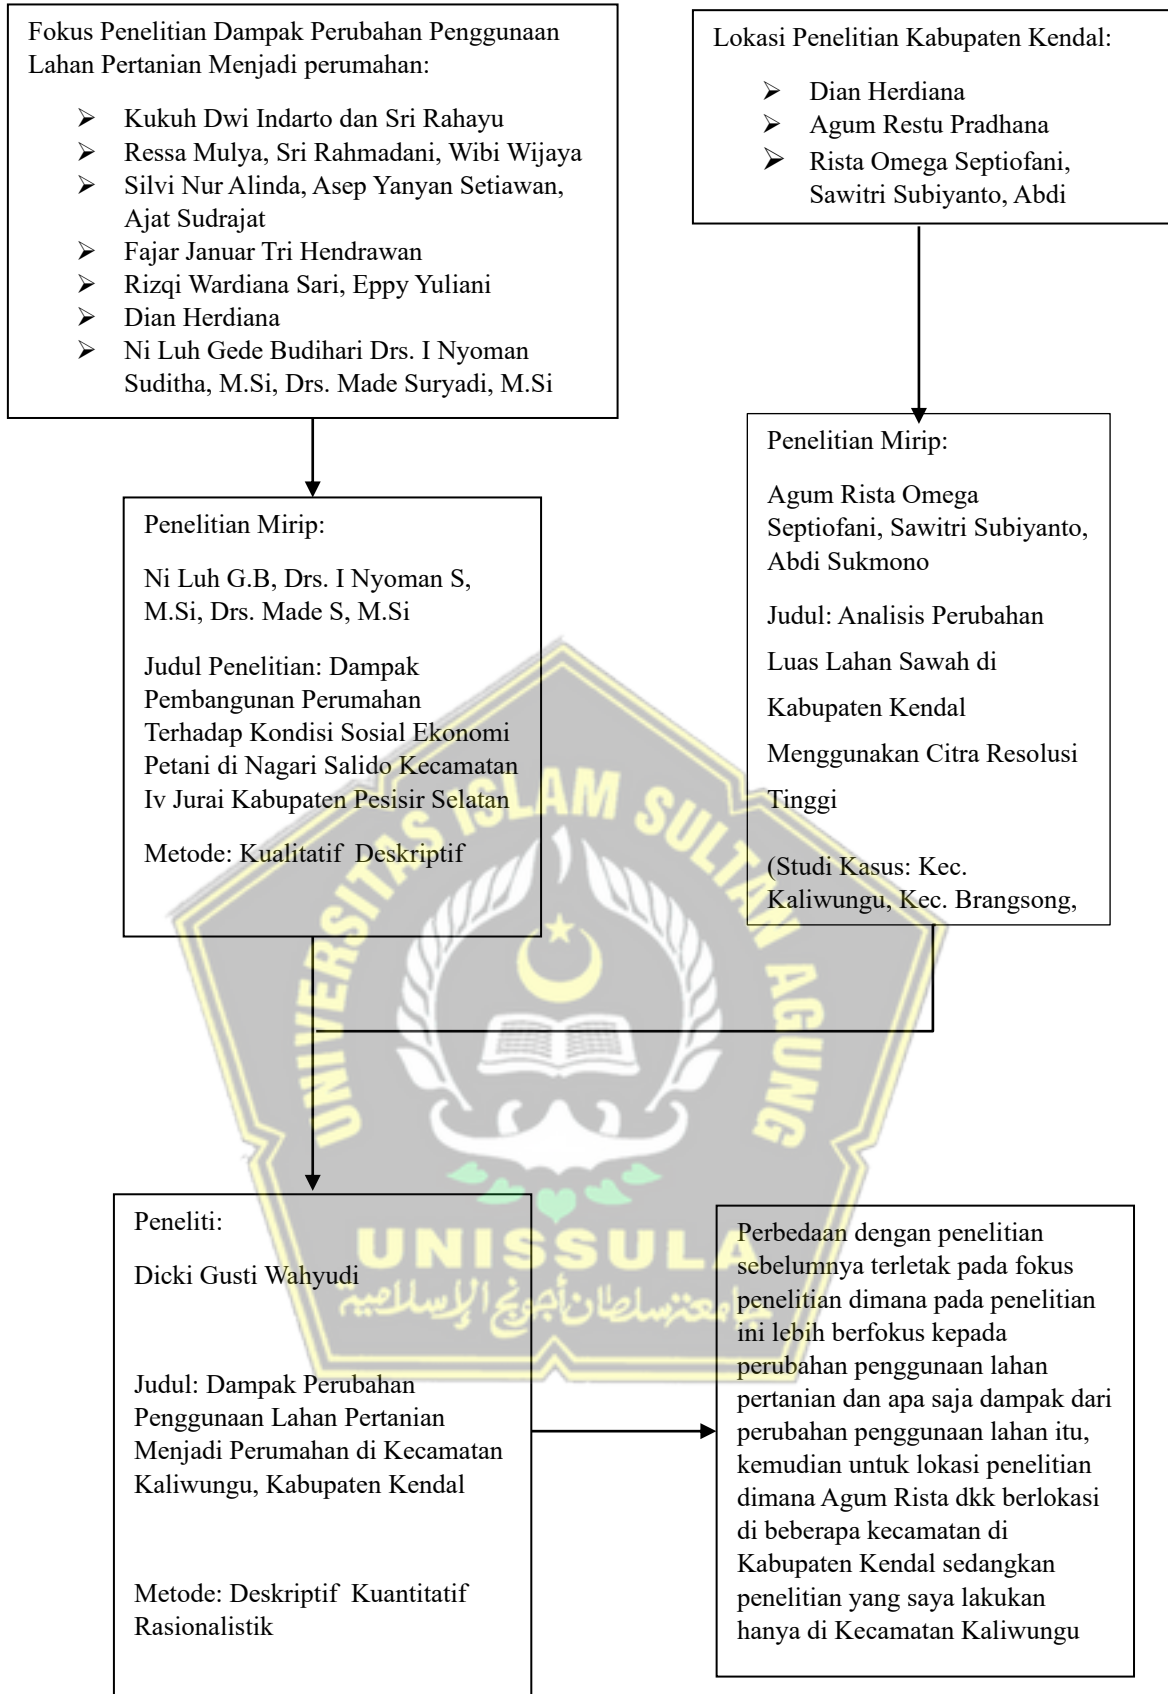 Fokus Penelitian Dampak Perubahan Penggunaan
Lahan Pertanian Menjadi perumahan:
➢ Kukuh Dwi Indarto dan Sri Rahayu
➢ Ressa Mulya, Sri Rahmadani, Wibi Wijaya
➢ Silvi Nur Alinda, Asep Yanyan Setiawan,
Ajat Sudrajat
➢ Fajar Januar Tri Hendrawan
➢ Rizqi Wardiana Sari, Eppy Yuliani
➢ Dian Herdiana
➢ Ni Luh Gede Budihari Drs. I Nyoman
Suditha, M.Si, Drs. Made Suryadi, M.Si
Lokasi Penelitian Kabupaten Kendal:
➢ Dian Herdiana
➢ Agum Restu Pradhana
➢ Rista Omega Septiofani,
Sawitri Subiyanto, Abdi
Penelitian Mirip:
Ni Luh G.B, Drs. I Nyoman S,
M.Si, Drs. Made S, M.Si
Judul Penelitian: Dampak
Pembangunan Perumahan
Terhadap Kondisi Sosial Ekonomi
Petani di Nagari Salido Kecamatan
Iv Jurai Kabupaten Pesisir Selatan
Metode: Kualitatif  Deskriptif
Penelitian Mirip:
Agum Rista Omega
Septiofani, Sawitri Subiyanto,
Abdi Sukmono
Judul: Analisis Perubahan
Luas Lahan Sawah di
Kabupaten Kendal
Menggunakan Citra Resolusi
Tinggi
(Studi Kasus: Kec.
Kaliwungu, Kec. Brangsong,
UNIVERSITAS ISLAM SULTAN AGUNG
UNISSULA
جامعة سلطان أجونج الإسلامية
Peneliti:
Dicki Gusti Wahyudi
Judul: Dampak Perubahan
Penggunaan Lahan Pertanian
Menjadi Perumahan di Kecamatan
Kaliwungu, Kabupaten Kendal
Metode: Deskriptif  Kuantitatif
Rasionalistik
Perbedaan dengan penelitian
sebelumnya terletak pada fokus
penelitian dimana pada penelitian
ini lebih berfokus kepada
perubahan penggunaan lahan
pertanian dan apa saja dampak dari
perubahan penggunaan lahan itu,
kemudian untuk lokasi penelitian
dimana Agum Rista dkk berlokasi
di beberapa kecamatan di
Kabupaten Kendal sedangkan
penelitian yang saya lakukan
hanya di Kecamatan Kaliwungu